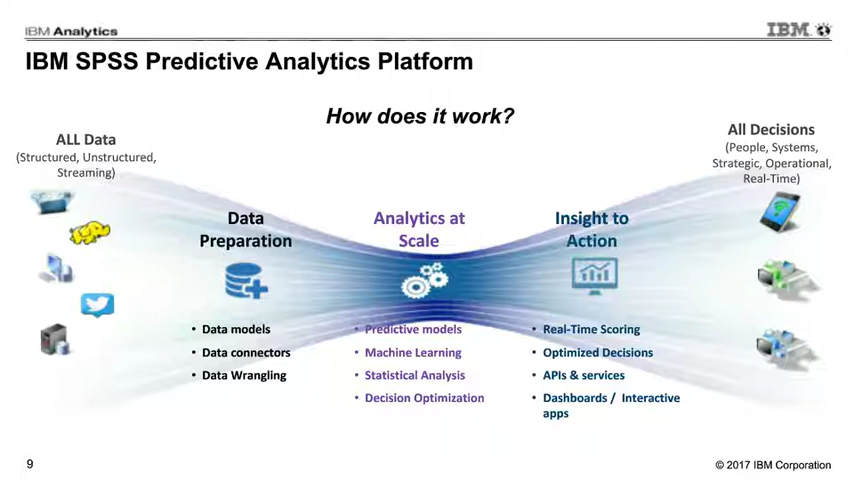 IBM Analytics
IBM
IBM SPSS Predictive Analytics Platform
How does it work?
ALL Data
(Structured, Unstructured,
Streaming)
All Decisions
(People, Systems,
Strategic, Operational,
Real-Time)
Data
Preparation
• Data models
• Data connectors
• Data Wrangling
Analytics at
Scale
• Predictive models
• Machine Learning
• Statistical Analysis
• Decision Optimization
Insight to
Action
• Real-Time Scoring
• Optimized Decisions
• APIs & services
• Dashboards / Interactive
apps
9
© 2017 IBM Corporation